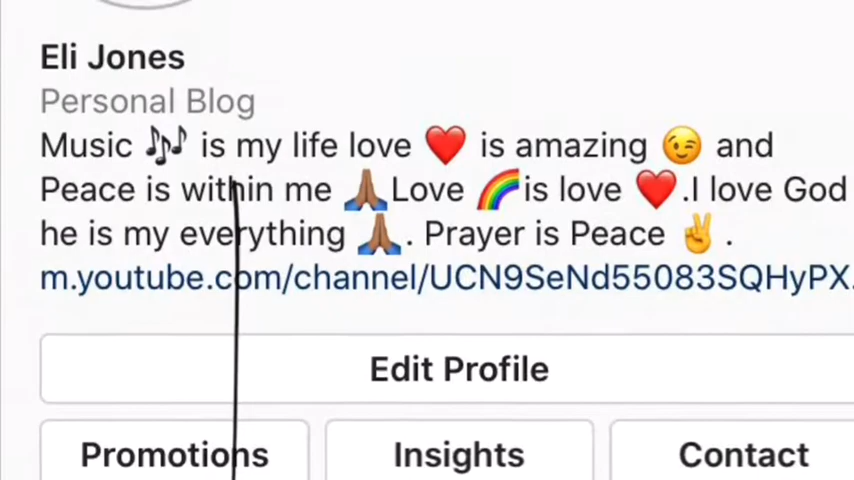 Eli Jones
Personal Blog
Music 🎶 is my life love ❤️ is amazing 😉 and
Peace is within me 🙏🏾Love 🌈is love ❤️.I love God
he is my everything 🙏🏾. Prayer is Peace ✌️.
m.youtube.com/channel/UCN9SeNd55083SQHyPX.
Edit Profile
Promotions
Insights
Contact